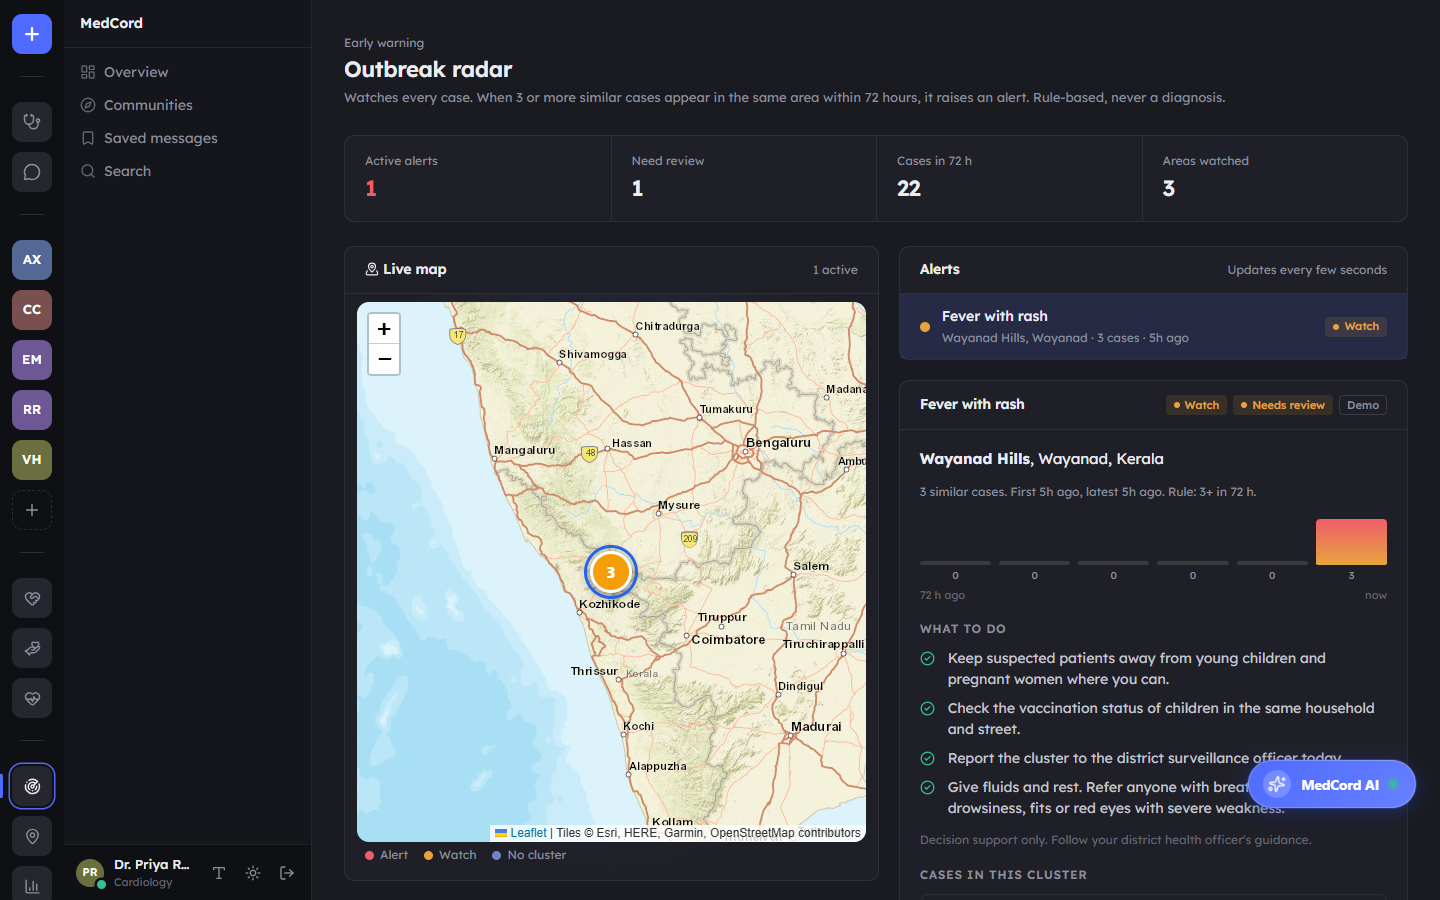 MedCord
Overview
Communities
Saved messages
Search
AX
CC
EM
RR
VH
PR
Dr. Priya R...
Cardiology
Early warning
Outbreak radar
Watches every case. When 3 or more similar cases appear in the same area within 72 hours, it raises an alert. Rule-based, never a diagnosis.
Active alerts
1
Need review
1
Cases in 72 h
22
Areas watched
3
Live map
1 active
+
−
17
Chitradurga
Shivamogga
Madana
Tumakuru
Hassan
48
Mangaluru
Bengaluru
Ambu
Mysure
209
3
Salem
Kozhikode
Tiruppur
Tamil Nadu
Coimbatore
Tiruchirappalli
Thrissur
Kerala
Dindigul
Kochi
Madurai
Alappuzha
Kollam
Leaflet | Tiles © Esri, HERE, Garmin, OpenStreetMap contributors
Alert
Watch
No cluster
Alerts
Updates every few seconds
Fever with rash
Wayanad Hills, Wayanad · 3 cases · 5h ago
Watch
Fever with rash
Watch
Needs review
Demo
Wayanad Hills, Wayanad, Kerala
3 similar cases. First 5h ago, latest 5h ago. Rule: 3+ in 72 h.
0 0 0 0 0 3
72 h ago
now
WHAT TO DO
Keep suspected patients away from young children and
pregnant women where you can.
Check the vaccination status of children in the same household
and street.
Report the cluster to the district surveillance officer today.
Give fluids and rest. Refer anyone with
drowsiness, fits or red eyes with severe weakness.
MedCord AI
Decision support only. Follow your district health officer's guidance.
CASES IN THIS CLUSTER